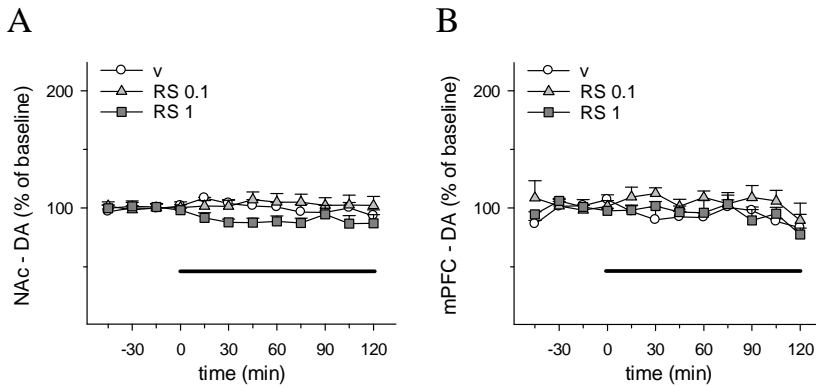 A
v
RS 0.1
RS 1
200
100
NAc - DA (% of baseline)
-30 0 30 60 90 120
time (min)
B
v
RS 0.1
RS 1
200
100
mPFC - DA (% of baseline)
-30 0 30 60 90 120
time (min)